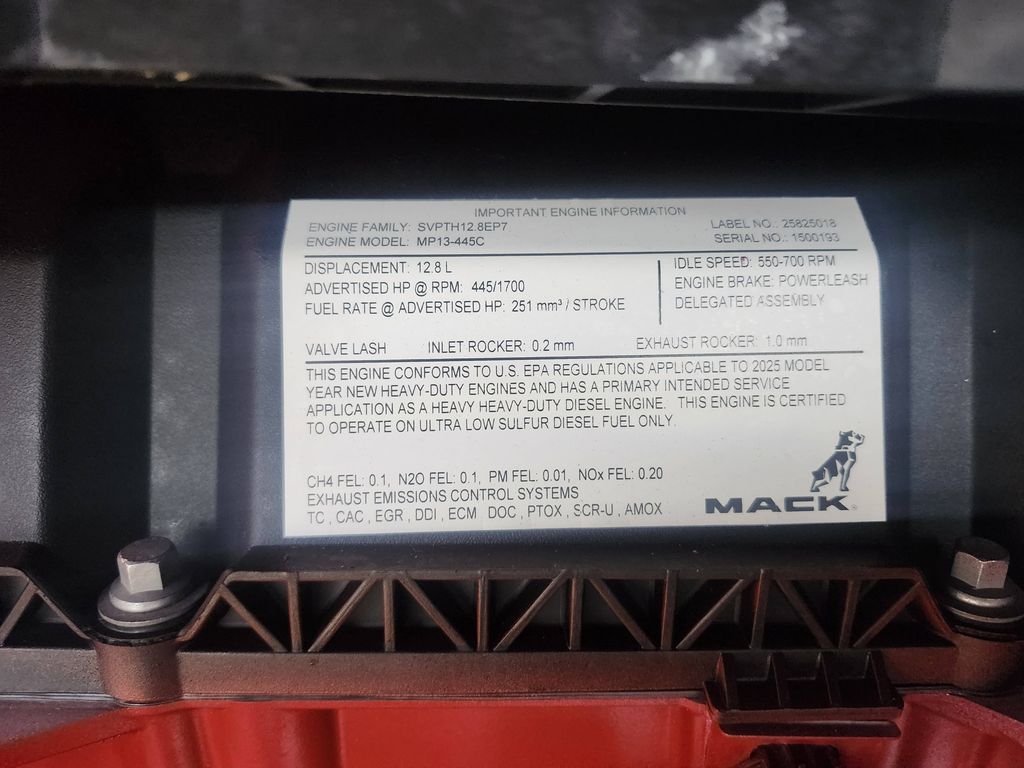 IMPORTANT ENGINE INFORMATION
ENGINE FAMILY: SVPTH12.8EP7 LABEL NO.: 25825018
ENGINE MODEL: MP13-445C SERIAL NO.: 1500193
DISPLACEMENT: 12.8 L IDLE SPEED: 550-700 RPM
ADVERTISED HP @ RPM: 445/1700 ENGINE BRAKE: POWERLEASH
FUEL RATE @ ADVERTISED HP: 251 mm³ / STROKE DELEGATED ASSEMBLY
VALVE LASH INLET ROCKER: 0.2 mm EXHAUST ROCKER: 1.0 mm
THIS ENGINE CONFORMS TO U.S. EPA REGULATIONS APPLICABLE TO 2025 MODEL
YEAR NEW HEAVY-DUTY ENGINES AND HAS A PRIMARY INTENDED SERVICE
APPLICATION AS A HEAVY HEAVY-DUTY DIESEL ENGINE. THIS ENGINE IS CERTIFIED
TO OPERATE ON ULTRA LOW SULFUR DIESEL FUEL ONLY.
CH4 FEL: 0.1, N2O FEL: 0.1, PM FEL: 0.01, NOx FEL: 0.20
EXHAUST EMISSIONS CONTROL SYSTEMS
TC , CAC , EGR , DDI , ECM DOC , PTOX , SCR-U , AMOX
MACK